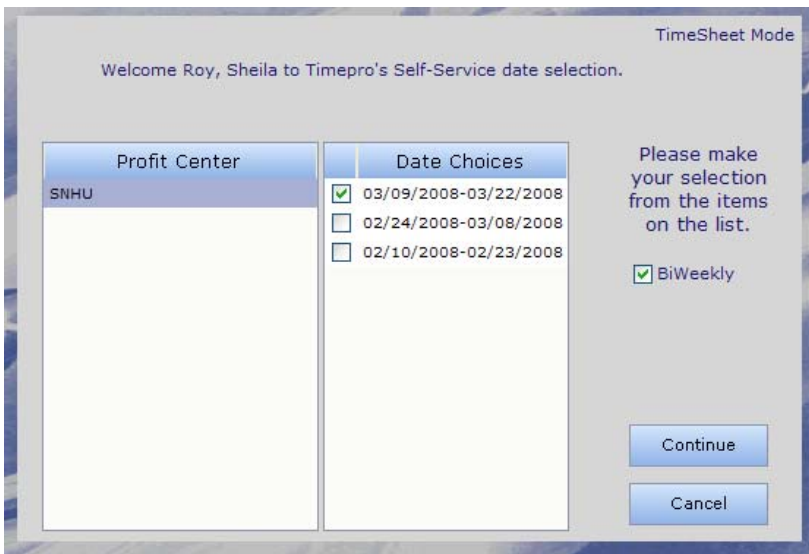 TimeSheet Mode
Welcome Roy, Sheila to Timepro's Self-Service date selection.
Profit Center
SNHU
Date Choices
03/09/2008-03/22/2008
02/24/2008-03/08/2008
02/10/2008-02/23/2008
Please make
your selection
from the items
on the list.
BiWeekly
Continue
Cancel